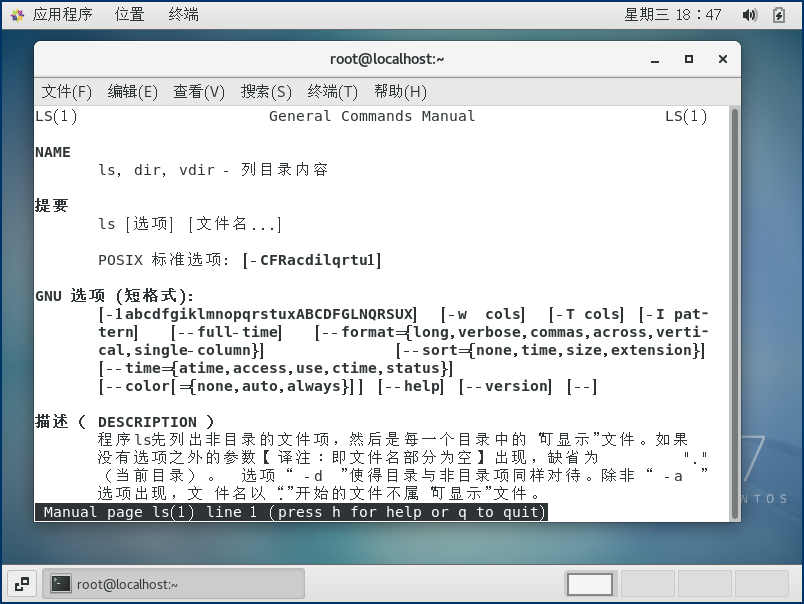 应用程序 位置 终端 星期三 18：47
root@localhost:~
文件(F) 编辑(E) 查看(V) 搜索(S) 终端(T) 帮助(H)
LS(1) General Commands Manual LS(1)
NAME
ls, dir, vdir - 列目录内容
提要
ls [选项] [文件名...]
POSIX 标准选项: [-CFRacdilqrtu1]
GNU 选项 (短格式):
[-1abcdfgiklmnopqrstuxABCDFGLNQRSUX] [-w cols] [-T cols] [-I pat-
tern] [--full-time] [--format={long,verbose,commas,across,verti-
cal,single-column}] [--sort={none,time,size,extension}]
[--time={atime,access,use,ctime,status}]
[--color[={none,auto,always}]] [--help] [--version] [--]
描述 ( DESCRIPTION )
程序ls先列出非目录的文件项，然后是每一个目录中的“可显示”文件。如果
没有选项之外的参数【译注：即文件名部分为空】出现，缺省为 "."
（当前目录）。 选项“ -d ”使得目录与非目录项同样对待。除非“ -a ”
选项出现，文 件名以“.”开始的文件不属“可显示”文件。
Manual page ls(1) line 1 (press h for help or q to quit)
7
NTOS
root@localhost:~